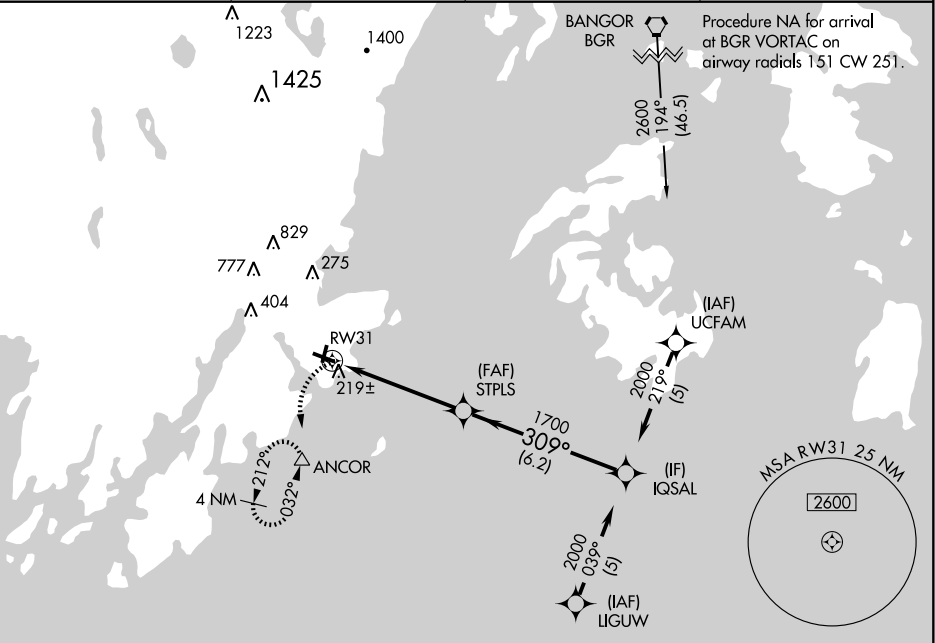 1223
1400
1425
BANGOR
BGR
Procedure NA for arrival
at BGR VORTAC on
airway radials 151 CW 251.
2600
194°
(46.5)
829
777
275
404
RW31
219±
(FAF)
STPLS
(IAF)
UCFAM
2000
219°
(5)
1700
309°
(6.2)
(IF)
IQSAL
ANCOR
212°
032°
4 NM
2000
039°
(5)
(IAF)
LIGUW
MSA RW31 25 NM
2600